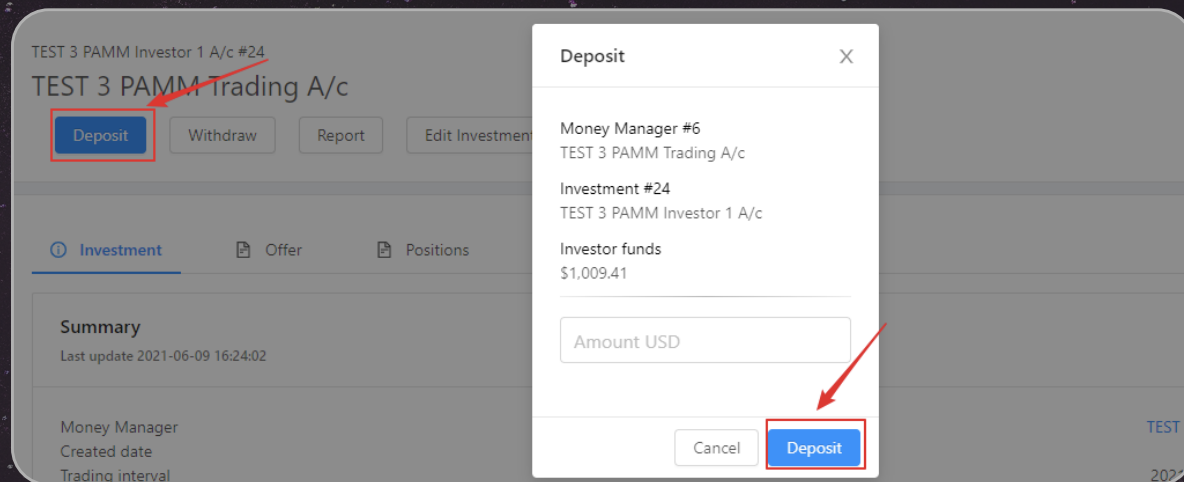 TEST 3 PAMM Investor 1 A/c #24
TEST 3 PAMM Trading A/c
Deposit
Withdraw
Report
Edit Investment
Investment
Offer
Positions
Summary
Last update 2021-06-09 16:24:02
Money Manager
Created date
Trading interval
TEST
Deposit
Money Manager #6
TEST 3 PAMM Trading A/c
Investment #24
TEST 3 PAMM Investor 1 A/c
Investor funds
$1,009.41
Amount USD
Cancel
Deposit